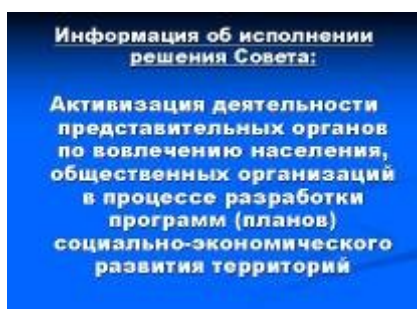 Информация об исполнении
решения Совета:
Активизация деятельности
представительных органов
по вовлечению населения,
общественных организаций
в процессе разработки
программ (планов)
социально-экономического
развития территорий